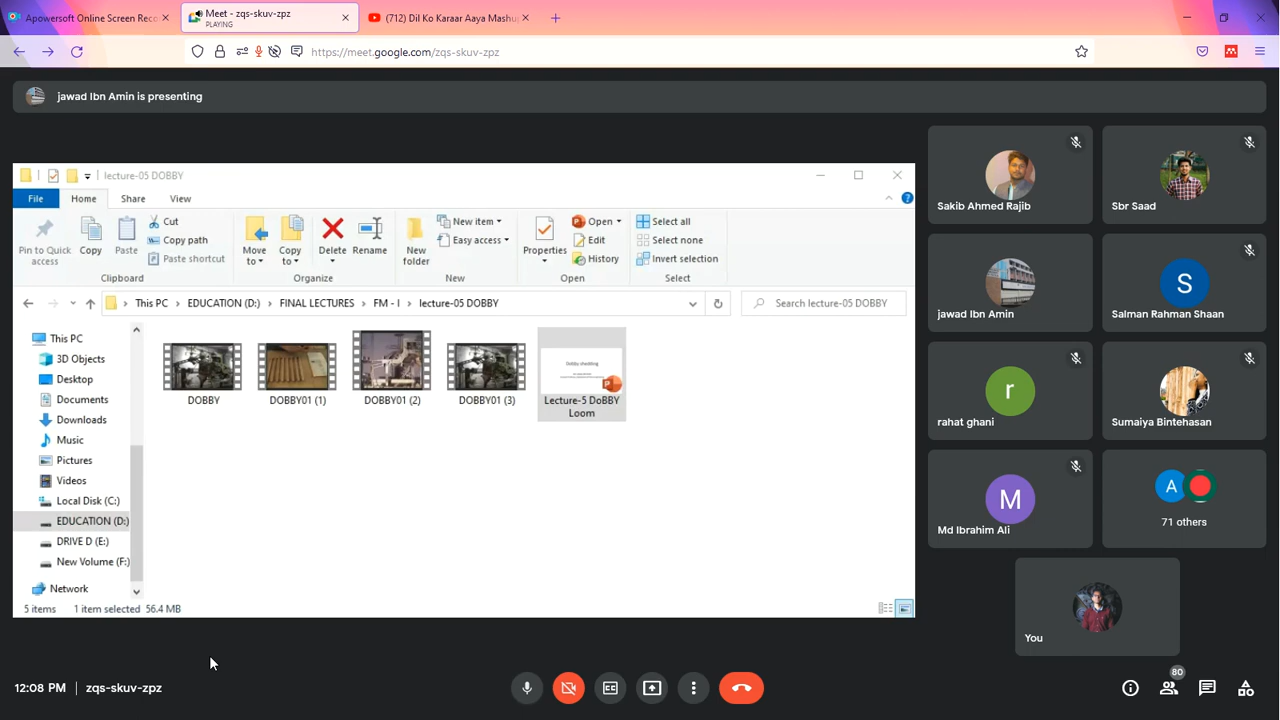 Apowersoft Online Screen Reco
Meet - zqs-skuv-zpz
PLAYING
(712) Dil Ko Karaar Aaya Mashup
https://meet.google.com/zqs-skuv-zpz
jawad Ibn Amin is presenting
lecture-05 DOBBY
File
Home
Share
View
Pin to Quick access
Copy
Paste
Cut
Copy path
Paste shortcut
Clipboard
Move to
Copy to
Delete
Rename
Organize
New folder
New item
Easy access
New
Properties
Open
Edit
History
Open
Select all
Select none
Invert selection
Select
This PC > EDUCATION (D:) > FINAL LECTURES > FM - I > lecture-05 DOBBY
Search lecture-05 DOBBY
This PC
3D Objects
Desktop
Documents
Downloads
Music
Pictures
Videos
Local Disk (C:)
EDUCATION (D:)
DRIVE D (E:)
New Volume (F:)
Network
DOBBY
DOBBY01 (1)
DOBBY01 (2)
DOBBY01 (3)
Dobby shedding
Lecture-5 DoBBY
Loom
5 items
1 item selected 56.4 MB
Sakib Ahmed Rajib
Sbr Saad
jawad Ibn Amin
S
Salman Rahman Shaan
r
rahat ghani
Sumaiya Bintehasan
M
Md Ibrahim Ali
A
71 others
You
12:08 PM | zqs-skuv-zpz
80